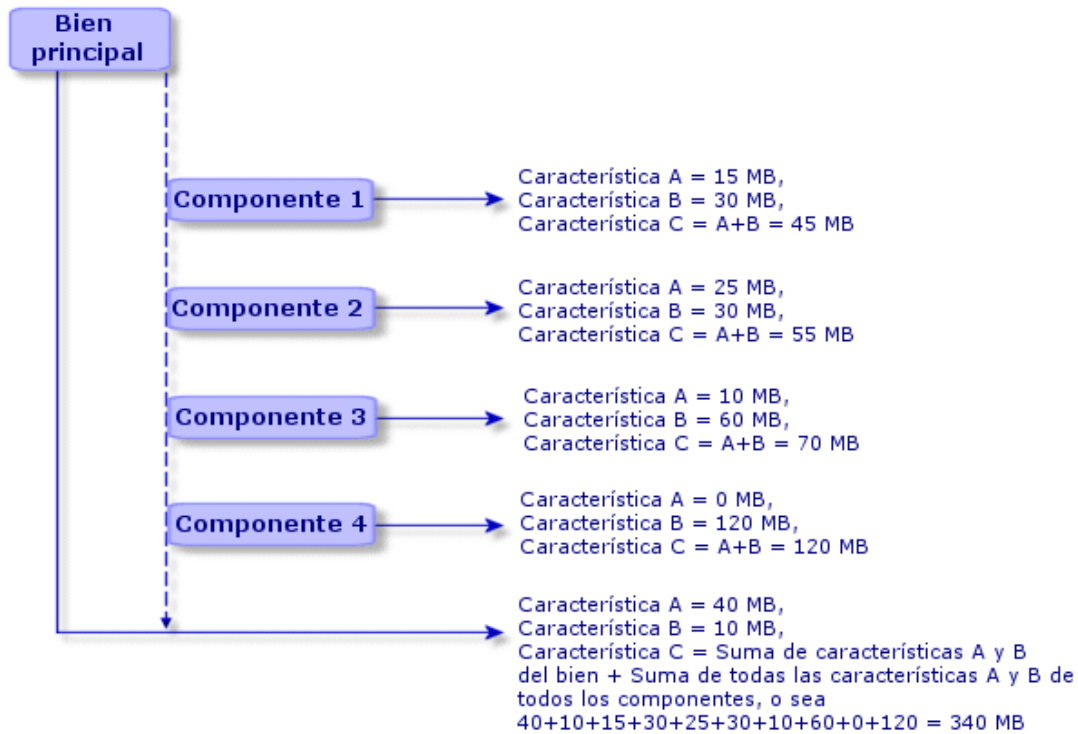 Bien
principal
Componente 1
Característica A = 15 MB,
Característica B = 30 MB,
Característica C = A+B = 45 MB
Componente 2
Característica A = 25 MB,
Característica B = 30 MB,
Característica C = A+B = 55 MB
Componente 3
Característica A = 10 MB,
Característica B = 60 MB,
Característica C = A+B = 70 MB
Componente 4
Característica A = 0 MB,
Característica B = 120 MB,
Característica C = A+B = 120 MB
Característica A = 40 MB,
Característica B = 10 MB,
Característica C = Suma de características A y B
del bien + Suma de todas las características A y B de
todos los componentes, o sea
40+10+15+30+25+30+10+60+0+120 = 340 MB